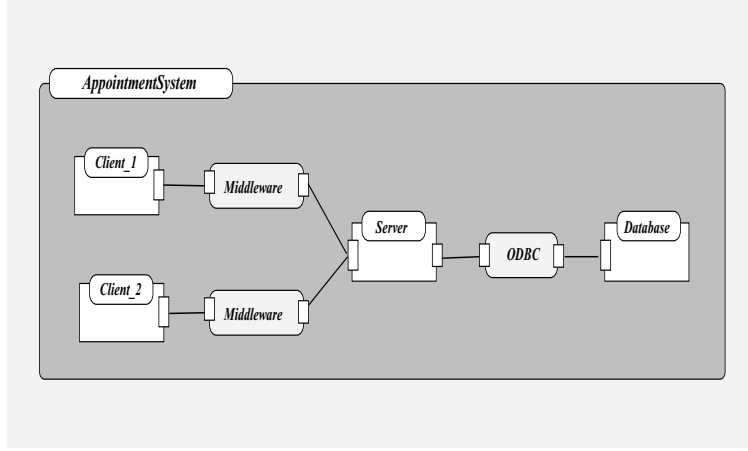 AppointmentSystem
Client_1
Middleware
Server
ODBC
Database
Client_2
Middleware